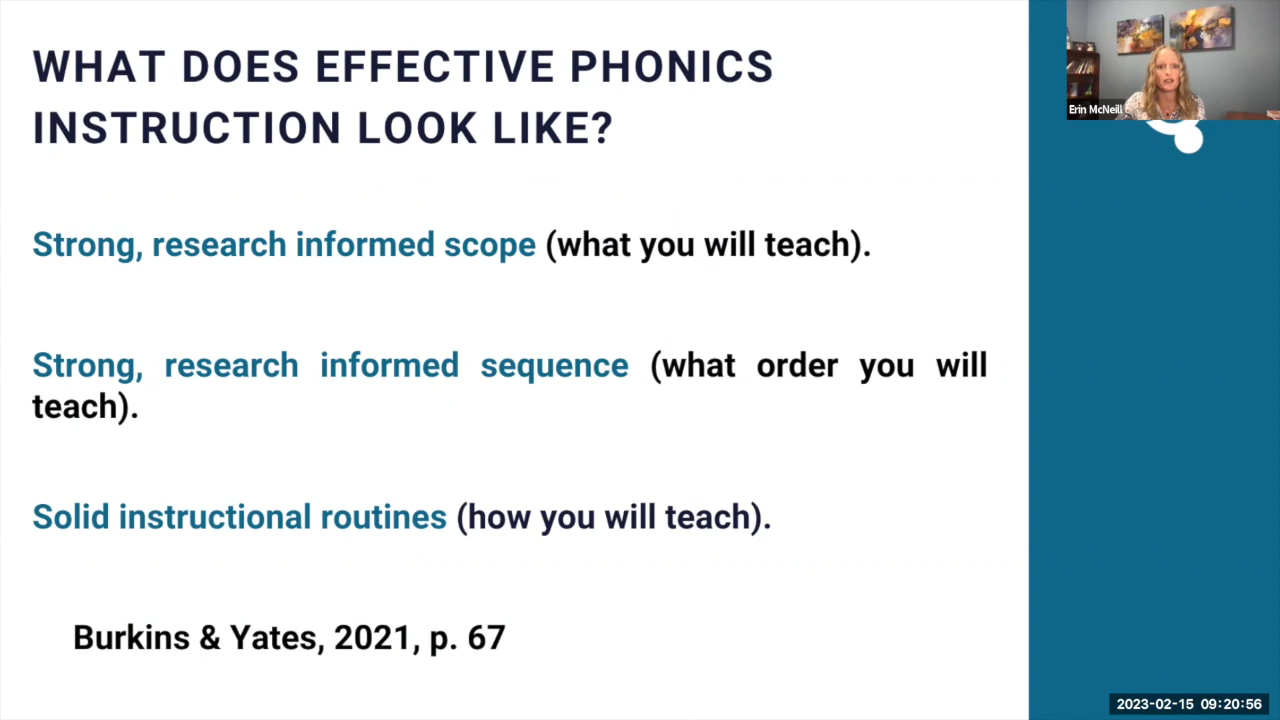 WHAT DOES EFFECTIVE PHONICS
INSTRUCTION LOOK LIKE?
Erin McNeill
Strong, research informed scope (what you will teach).
Strong, research informed sequence (what order you will
teach).
Solid instructional routines (how you will teach).
Burkins & Yates, 2021, p. 67
2023-02-15 09:20:56